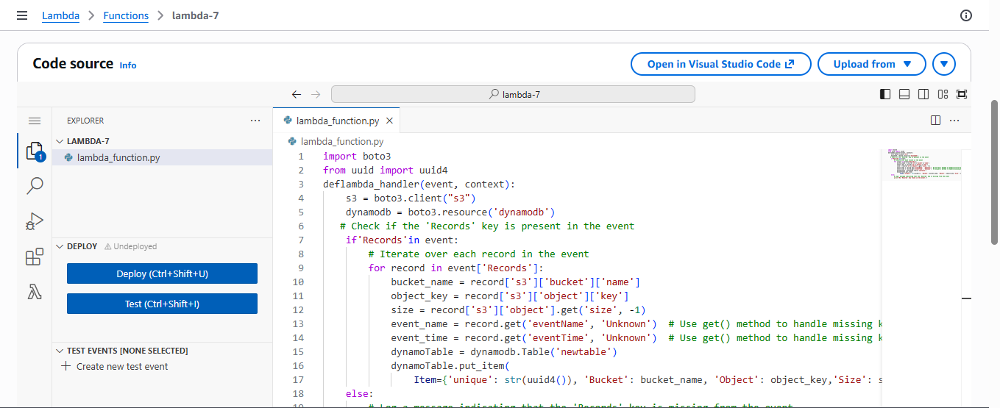 Lambda > Functions > lambda-7
Code source Info
Open in Visual Studio Code
Upload from
lambda-7
EXPLORER
LAMBDA-7
lambda_function.py
1
DEPLOY Undeployed
Deploy (Ctrl+Shift+U)
Test (Ctrl+Shift+I)
TEST EVENTS [NONE SELECTED]
Create new test event
lambda_function.py
lambda_function.py
1 import boto3
2 from uuid import uuid4
3 deflambda_handler(event, context):
4 s3 = boto3.client("s3")
5 dynamodb = boto3.resource('dynamodb')
6 # Check if the 'Records' key is present in the event
7 if'Records'in event:
8 # Iterate over each record in the event
9 for record in event['Records']:
10 bucket_name = record['s3']['bucket']['name']
11 object_key = record['s3']['object']['key']
12 size = record['s3']['object'].get('size', -1)
13 event_name = record.get('eventName', 'Unknown') # Use get() method to handle missing k
14 event_time = record.get('eventTime', 'Unknown') # Use get() method to handle missing k
15 dynamoTable = dynamodb.Table('newtable')
16 dynamoTable.put_item(
17 Item={'unique': str(uuid4()), 'Bucket': bucket_name, 'Object': object_key,'Size': s
18 else:
19 # Log a message indicating that the 'Records' key is missing from the event